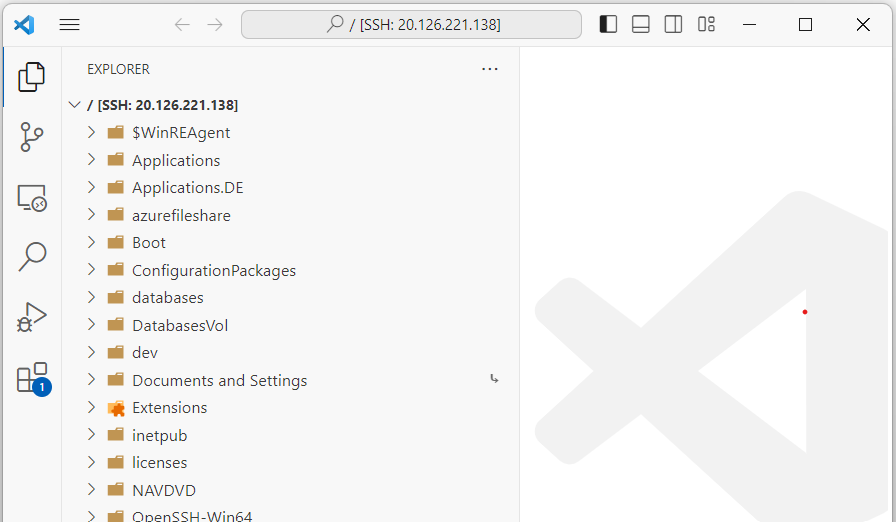 / [SSH: 20.126.221.138]
EXPLORER
/ [SSH: 20.126.221.138]
$WinREAgent
Applications
Applications.DE
azurefileshare
Boot
ConfigurationPackages
databases
DatabasesVol
dev
Documents and Settings
1
Extensions
inetpub
licenses
NAVDVD
OpenSSH-Win64